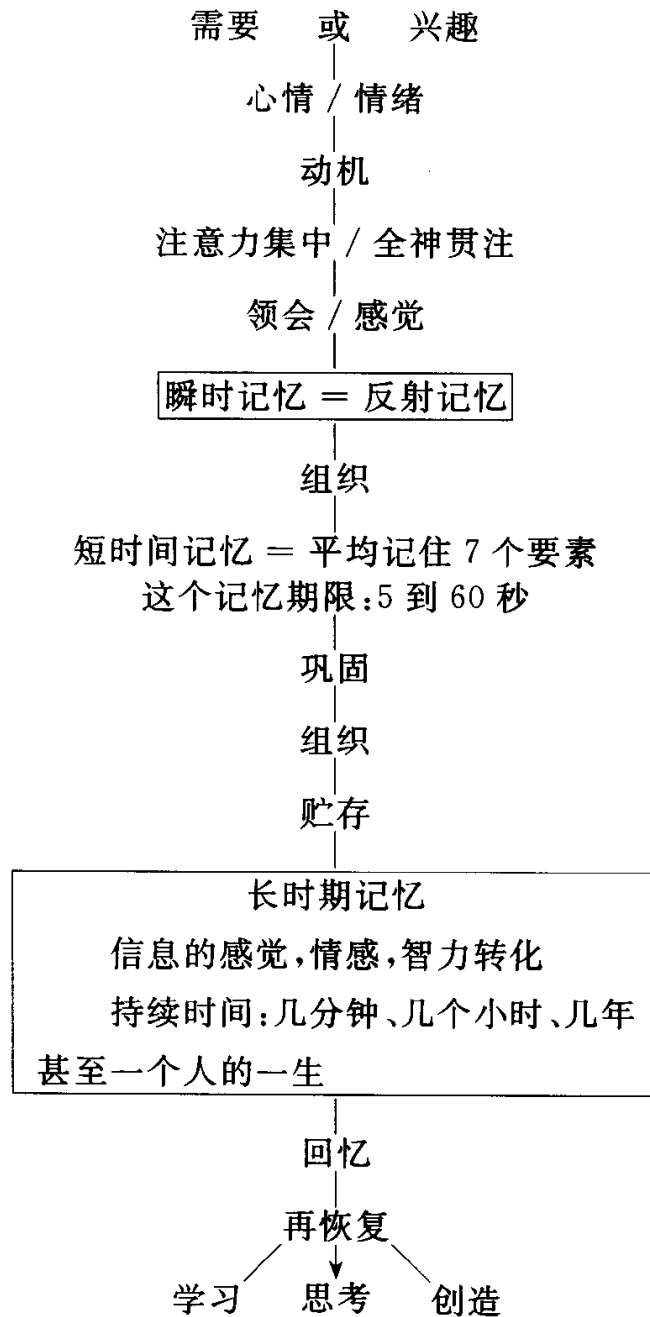 需要 或 兴趣
心情 / 情绪
动机
注意力集中 / 全神贯注
领会 / 感觉
瞬时记忆 = 反射记忆
组织
短时间记忆 = 平均记住 7 个要素
这个记忆期限:5 到 60 秒
巩固
组织
贮存
长时期记忆
信息的感觉,情感,智力转化
持续时间:几分钟、几个小时、几年
甚至一个人的一生
回忆
再恢复
学习 思考 创造